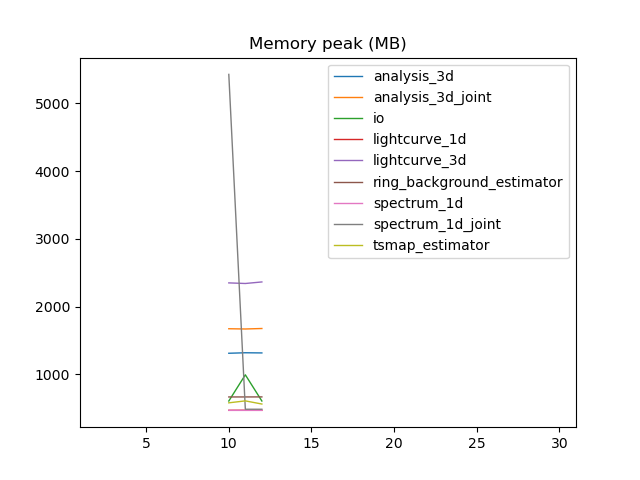 Memory peak (MB)
analysis_3d
analysis_3d_joint
io
lightcurve_1d
lightcurve_3d
ring_background_estimator
spectrum_1d
spectrum_1d_joint
tsmap_estimator
5000
4000
3000
2000
1000
5 10 15 20 25 30